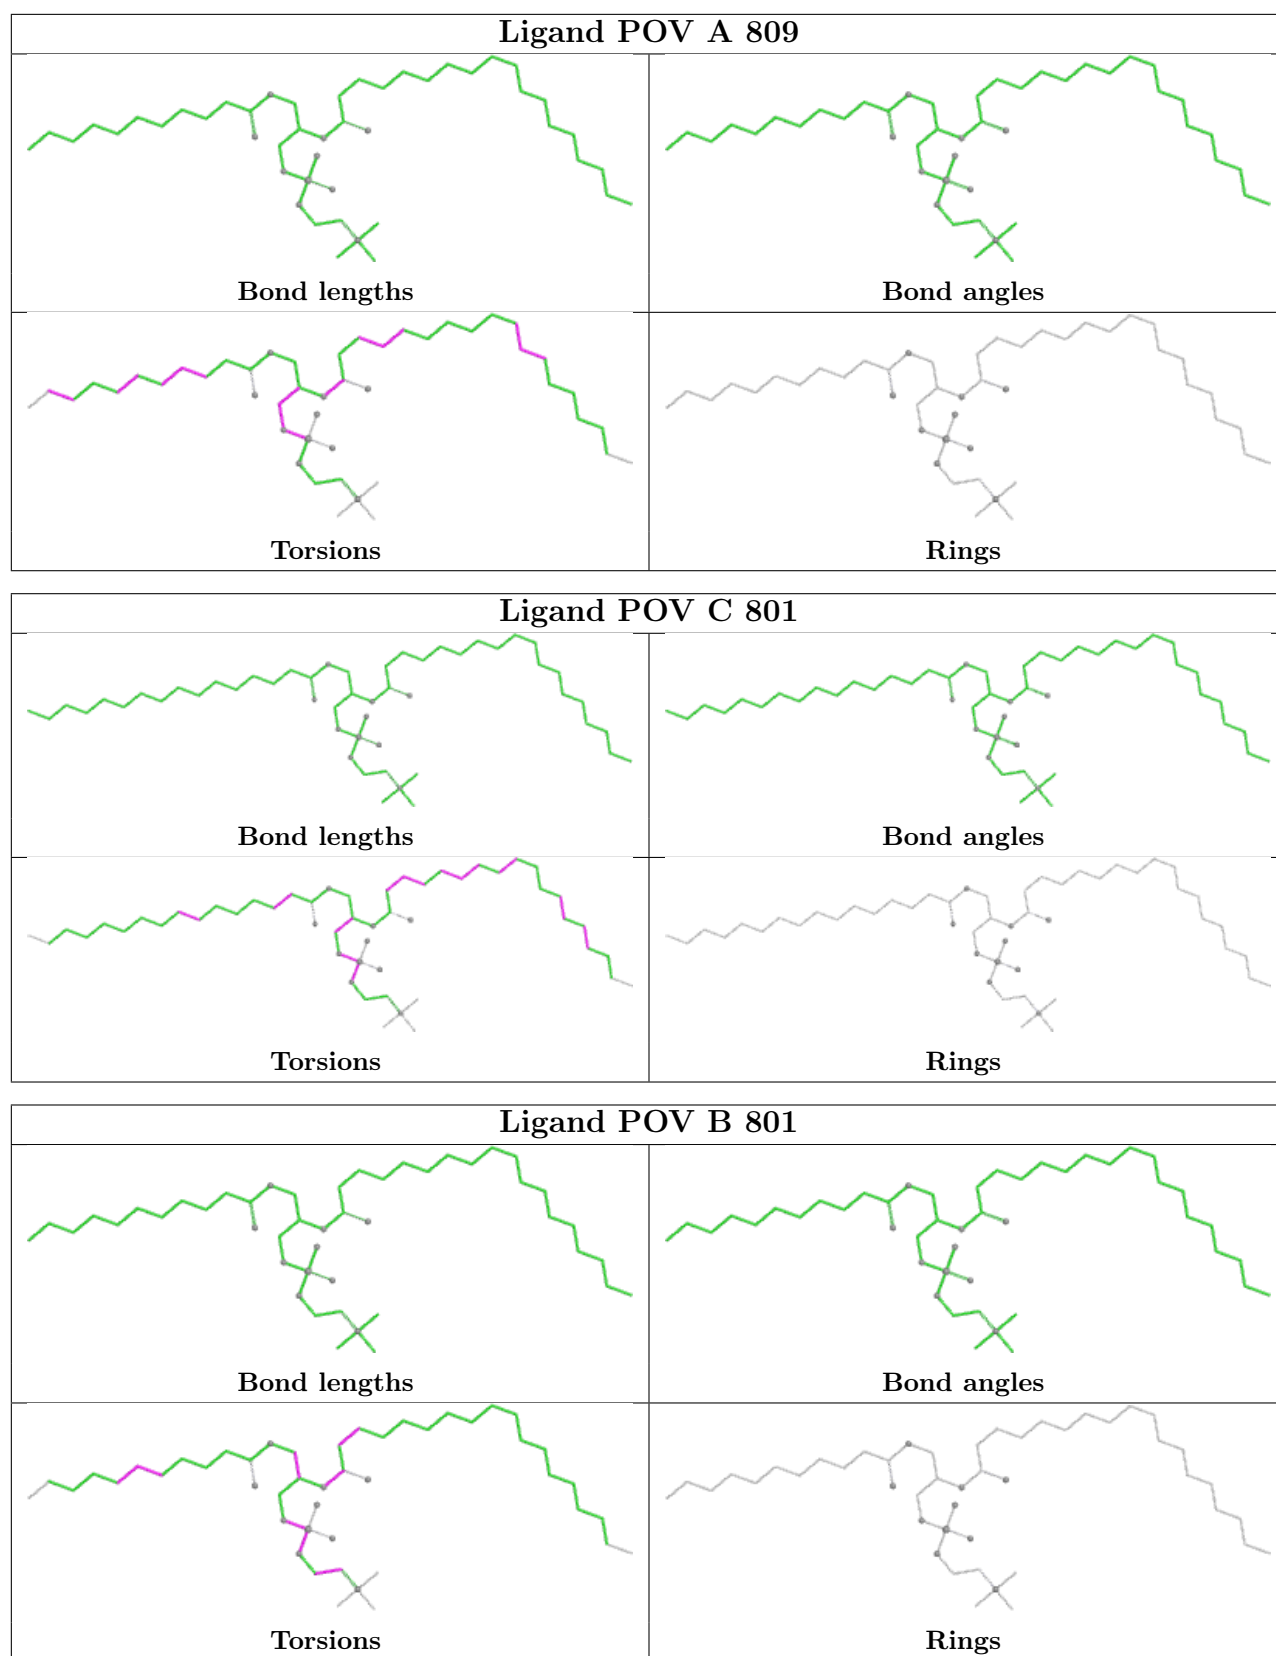 Ligand POV A 809
Bond lengths
Bond angles
Torsions
Rings
Ligand POV C 801
Bond lengths
Bond angles
Torsions
Rings
Ligand POV B 801
Bond lengths
Bond angles
Torsions
Rings